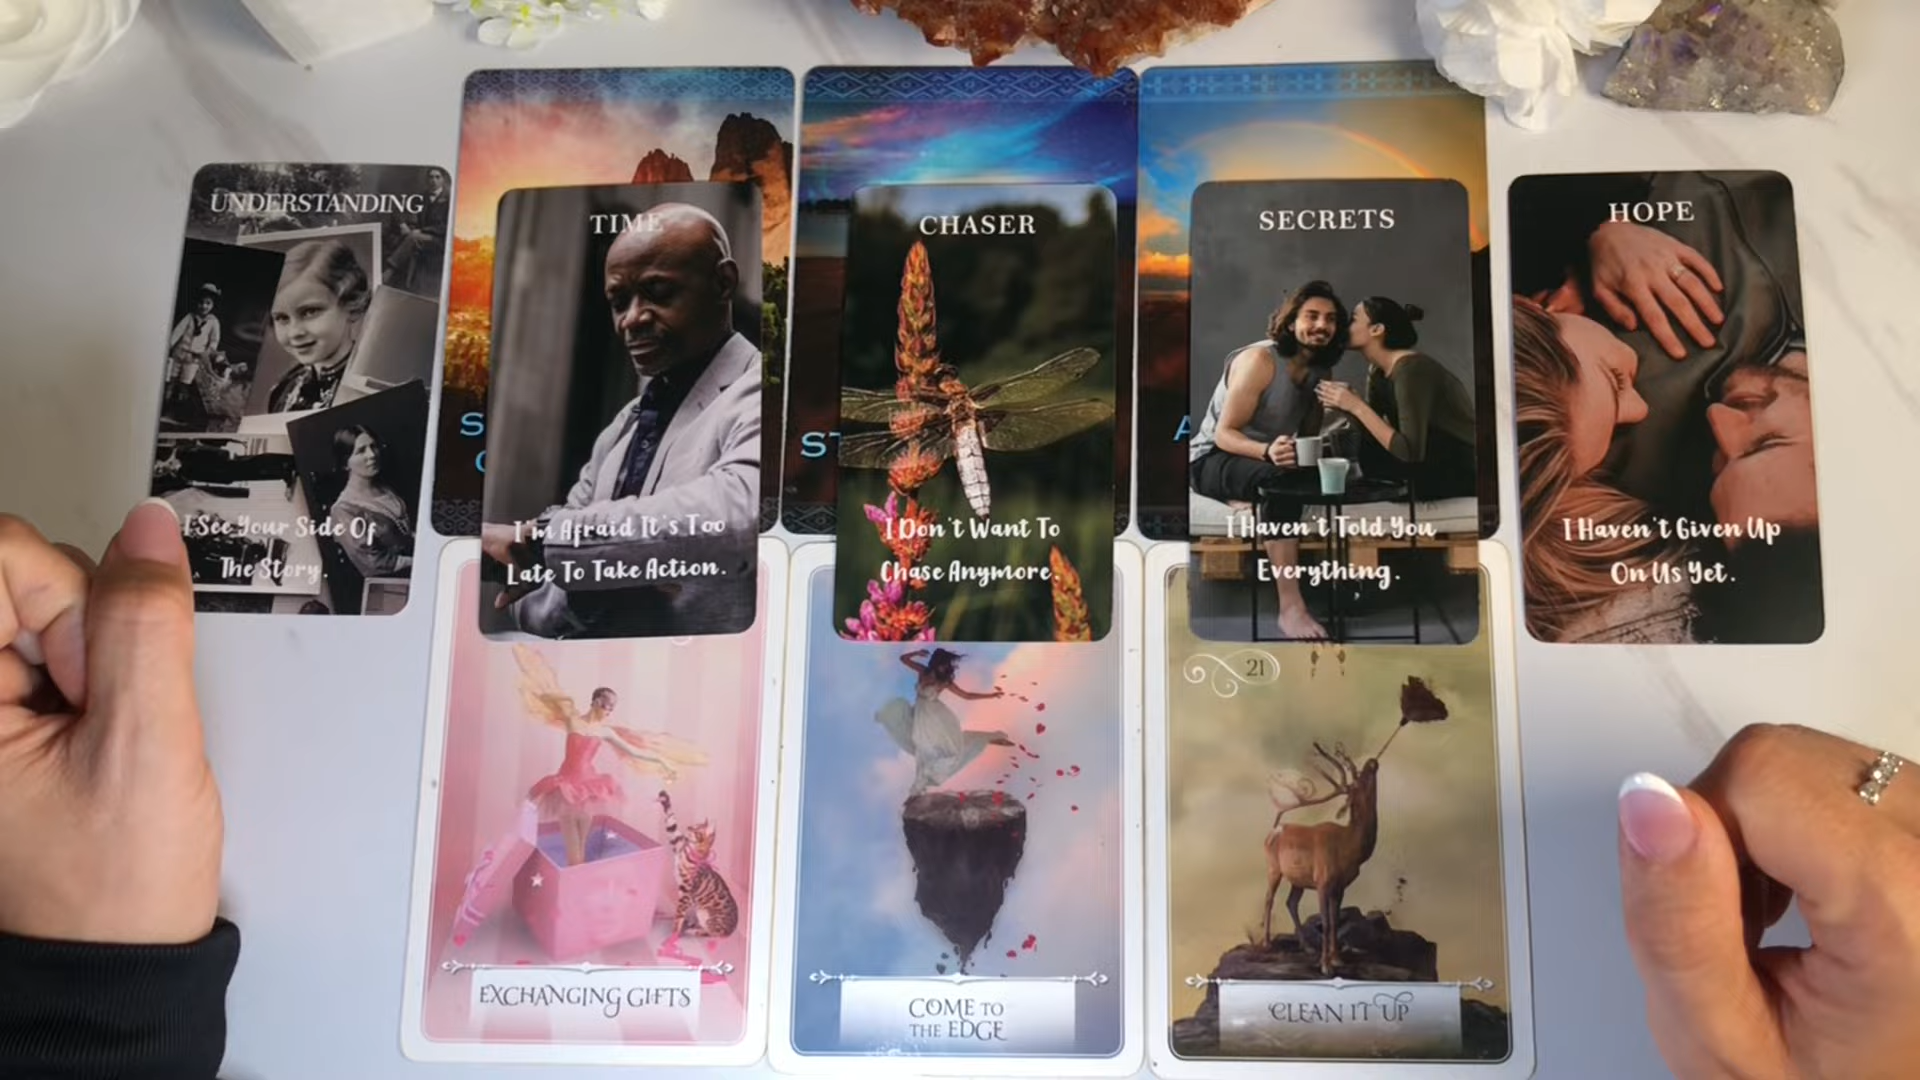 UNDERSTANDING
I See Your Side Of
The Story.
TIME
I'm Afraid It's Too
Late To Take Action.
CHASER
I Don't Want To
Chase Anymore.
SECRETS
I Haven't Told You
Everything.
HOPE
I Haven't Given Up
On Us Yet.
S
ST
A
21
EXCHANGING GIFTS
COME TO
THE EDGE
CLEAN IT UP